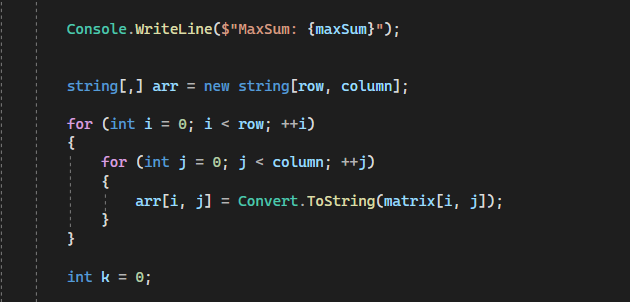 Console.WriteLine($"MaxSum: {maxSum}");
string[,] arr = new string[row, column];
for (int i = 0; i < row; ++i)
{
for (int j = 0; j < column; ++j)
{
arr[i, j] = Convert.ToString(matrix[i, j]);
}
}
int k = 0;